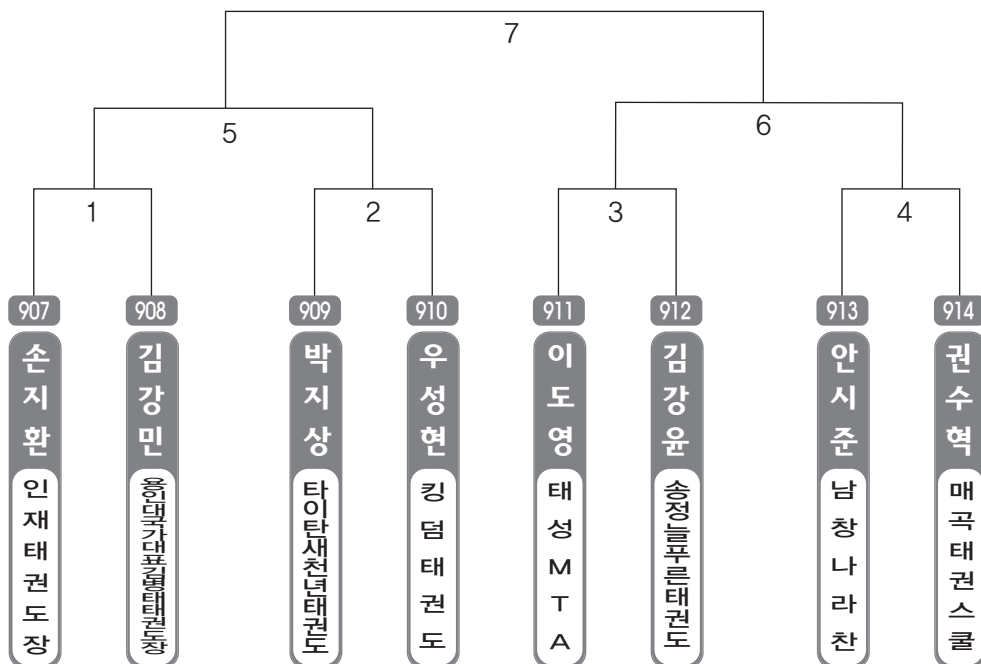 7
5
6
1
2
3
4
907
908
909
910
911
912
913
914
손지환
김강민
박지상
우성현
이도영
김강윤
안시준
권수혁
인재태권도장
용인대국가대표김병태태권도장
타이탄새천년태권도
킹덤태권도
태성MTA
송정늘푸른태권도
남창나라찬
매곡태권스쿨